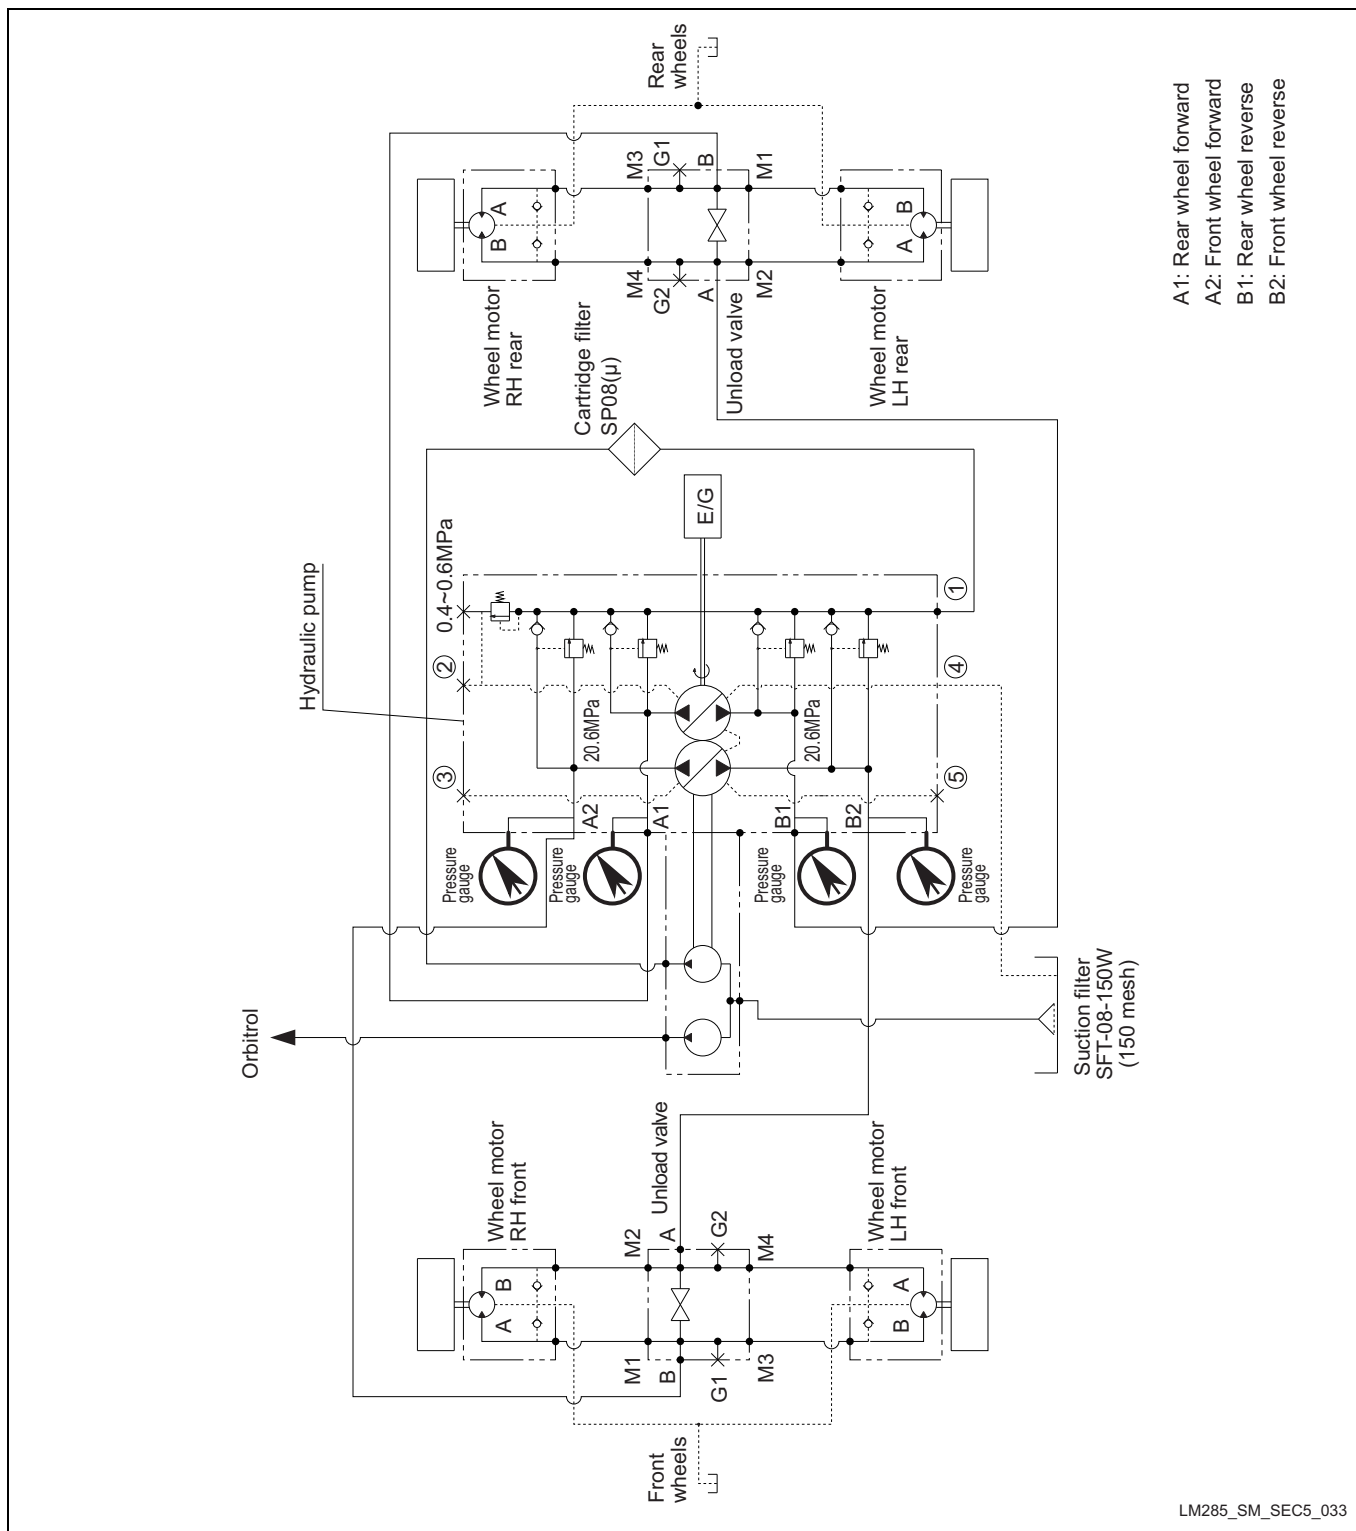 Rear
wheels
A1: Rear wheel forward
A2: Front wheel forward
B1: Rear wheel reverse
B2: Front wheel reverse
Wheel motor
RH rear
A
B
M3
G1
B
M1
M4
G2
A
M2
Unload valve
B
A
Wheel motor
LH rear
Cartridge filter
SP08(μ)
E/G
Hydraulic pump
0.4~0.6MPa
①
②
④
20.6MPa
20.6MPa
③
⑤
A2
A1
B1
B2
Pressure
gauge
Pressure
gauge
Pressure
gauge
Pressure
gauge
Orbitrol
Suction filter
SFT-08-150W
(150 mesh)
Wheel motor
RH front
B
A
Unload valve
M2
A
G2
M4
M1
B
G1
M3
Wheel motor
LH front
A
B
Front
wheels
LM285_SM_SEC5_033